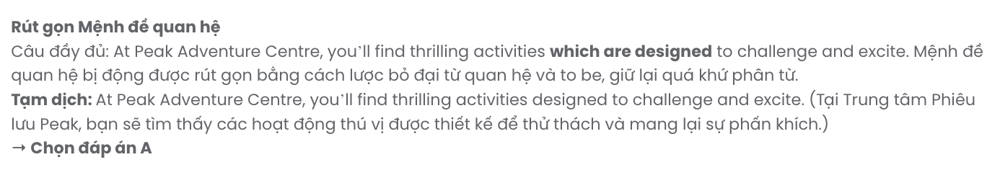 Rút gọn Mệnh đề quan hệ
Câu đầy đủ: At Peak Adventure Centre, you’ll find thrilling activities which are designed to challenge and excite. Mệnh đề
quan hệ bị động được rút gọn bằng cách lược bỏ đại từ quan hệ và to be, giữ lại quá khứ phân từ.
Tạm dịch: At Peak Adventure Centre, you’ll find thrilling activities designed to challenge and excite. (Tại Trung tâm Phiêu
lưu Peak, bạn sẽ tìm thấy các hoạt động thú vị được thiết kế để thử thách và mang lại sự phấn khích.)
→ Chọn đáp án A